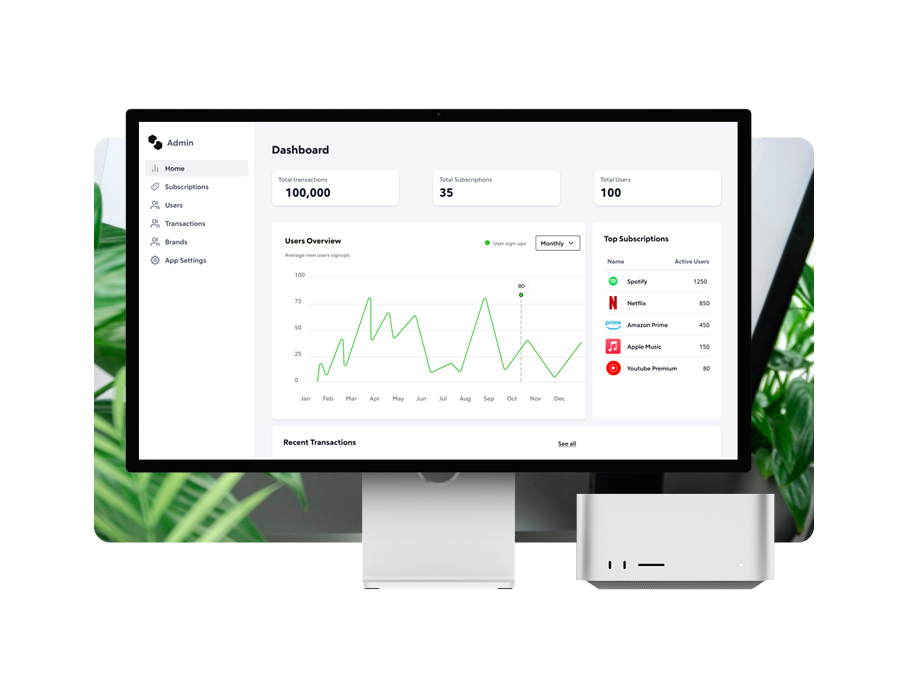 Admin
Home
Subscriptions
Users
Transactions
Brands
App Settings
Dashboard
Total transactions
100,000
Total Subscriptions
35
Total Users
100
Users Overview
Average new users signups
User sign-ups
Monthly
100
75
50
25
0
80
Jan Feb Mar Apr May Jun Jul Aug Sep Oct Nov Dec
Top Subscriptions
Name Active Users
Spotify 1250
N Netflix 850
prime Amazon Prime 450
Apple Music 150
Youtube Premium 80
Recent Transactions
See all